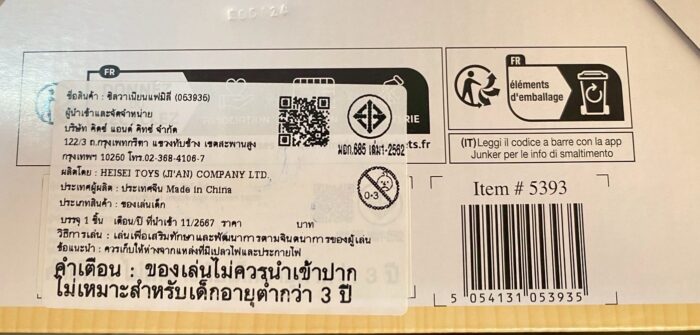 FR
ชื่อสินค้า : ซิลวาเนียนแฟมิลี่ (053935)
ผู้นำเข้าและจัดจำหน่าย
บริษัท คิดซ์ แอนด์ คิทซ์ จำกัด
122/3 ถ.กรุงเทพกรีฑา แขวงทับช้าง เขตสะพานสูง
กรุงเทพฯ 10250 โทร.02-368-4106-7
ผลิตโดย : HEISEI TOYS (JI'AN) COMPANY LTD.
ประเทศผู้ผลิต : ประเทศจีน Made in China
ประเภทสินค้า : ของเล่นเด็ก
บรรจุ 1 ชิ้น เดือน/ปี ที่นำเข้า 11/2567 ราคา บาท
วิธีการเล่น : เล่นเพื่อเสริมทักษะและพัฒนาการตามจินตนาการของผู้เล่น
ข้อแนะนำ : ควรเก็บให้ห่างจากแหล่งที่มีเปลวไฟและประกายไฟ
คำเตือน : ของเล่นไม่ควรนำเข้าปาก
ไม่เหมาะสำหรับเด็กอายุต่ำกว่า 3 ปี
มอก.685 เล่ม1-2562
0-3
RIE
ts.fr
FR
éléments
d'emballage
(IT)Leggi il codice a barre con la app
Junker per le info di smaltimento
Item # 5393
5 054131 053935